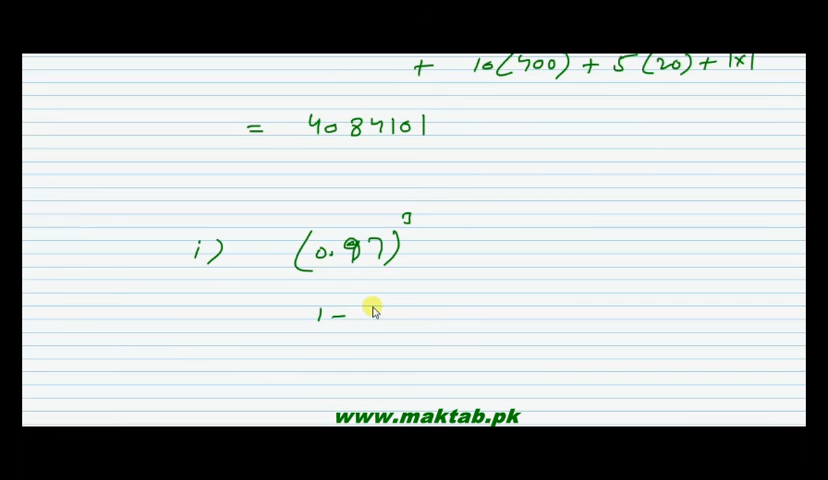 + 10(400) + 5(20) + 1×1
= 4084101
i) (0.97)³
1 -
www.maktab.pk